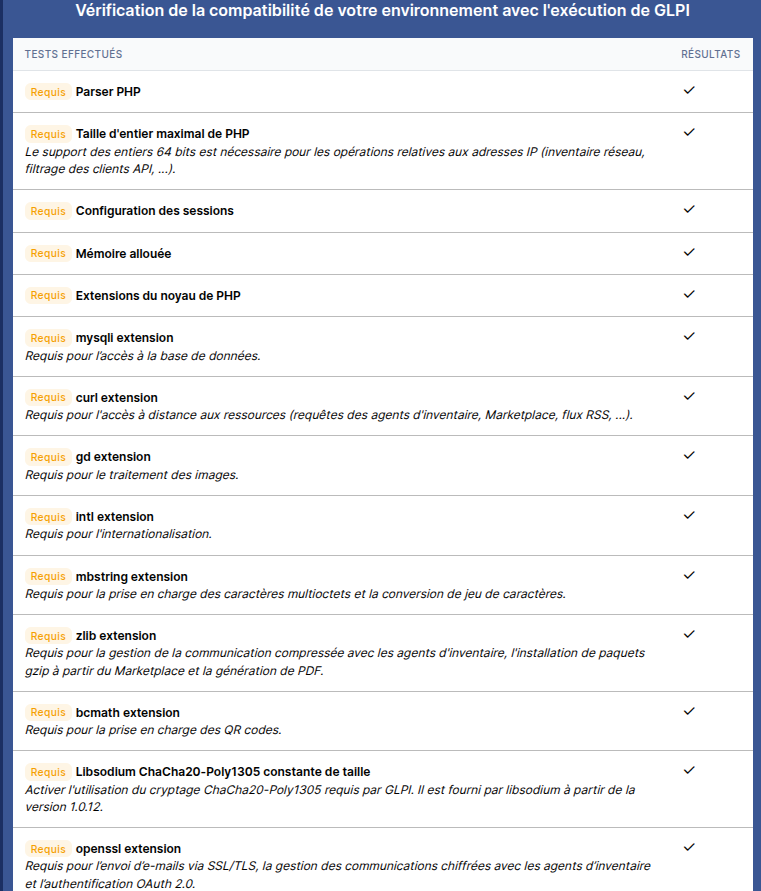 Vérification de la compatibilité de votre environnement avec l'exécution de GLPI
TESTS EFFECTUÉS RÉSULTATS
Requis Parser PHP
Requis Taille d'entier maximal de PHP
Le support des entiers 64 bits est nécessaire pour les opérations relatives aux adresses IP (inventaire réseau,
filtrage des clients API, ...).
Requis Configuration des sessions
Requis Mémoire allouée
Requis Extensions du noyau de PHP
Requis mysqli extension
Requis pour l'accès à la base de données.
Requis curl extension
Requis pour l'accès à distance aux ressources (requêtes des agents d'inventaire, Marketplace, flux RSS, ...).
Requis gd extension
Requis pour le traitement des images.
Requis intl extension
Requis pour l'internationalisation.
Requis mbstring extension
Requis pour la prise en charge des caractères multioctets et la conversion de jeu de caractères.
Requis zlib extension
Requis pour la gestion de la communication compressée avec les agents d'inventaire, l'installation de paquets
gzip à partir du Marketplace et la génération de PDF.
Requis bcmath extension
Requis pour la prise en charge des QR codes.
Requis Libsodium ChaCha20-Poly1305 constante de taille
Activer l'utilisation du cryptage ChaCha20-Poly1305 requis par GLPI. Il est fourni par libsodium à partir de la
version 1.0.12.
Requis openssl extension
Requis pour l'envoi d'e-mails via SSL/TLS, la gestion des communications chiffrées avec les agents d'inventaire
et l'authentification OAuth 2.0.